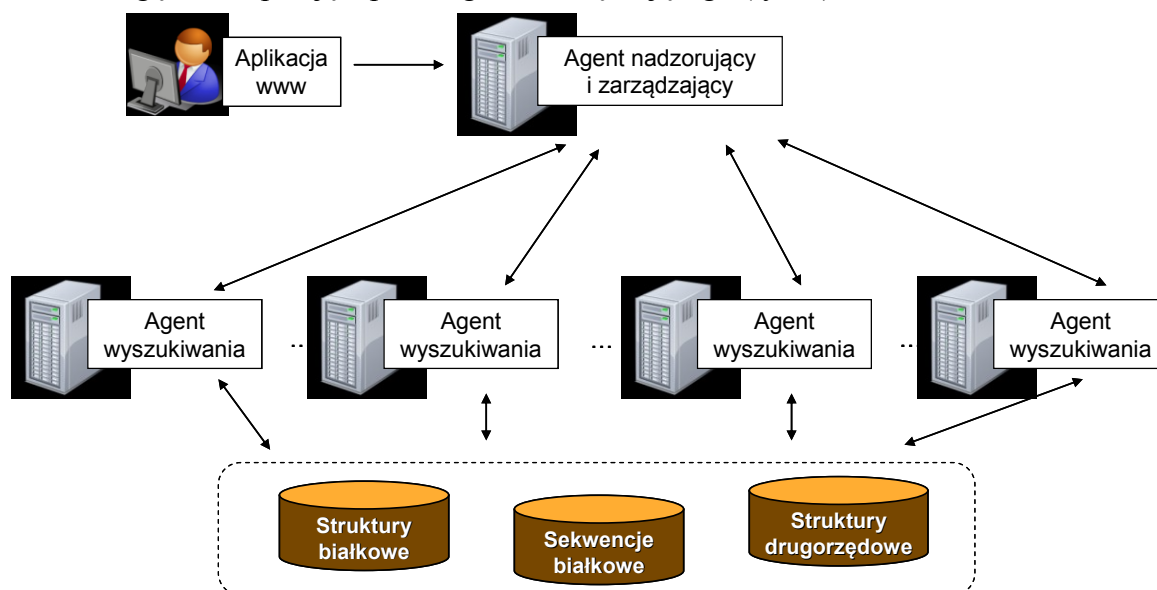 Aplikacja
www
Agent nadzorujący
i zarządzający
Agent
wyszukiwania
...
Agent
wyszukiwania
...
Agent
wyszukiwania
...
Agent
wyszukiwania
Struktury
białkowe
Sekwencje
białkowe
Struktury
drugorzędowe